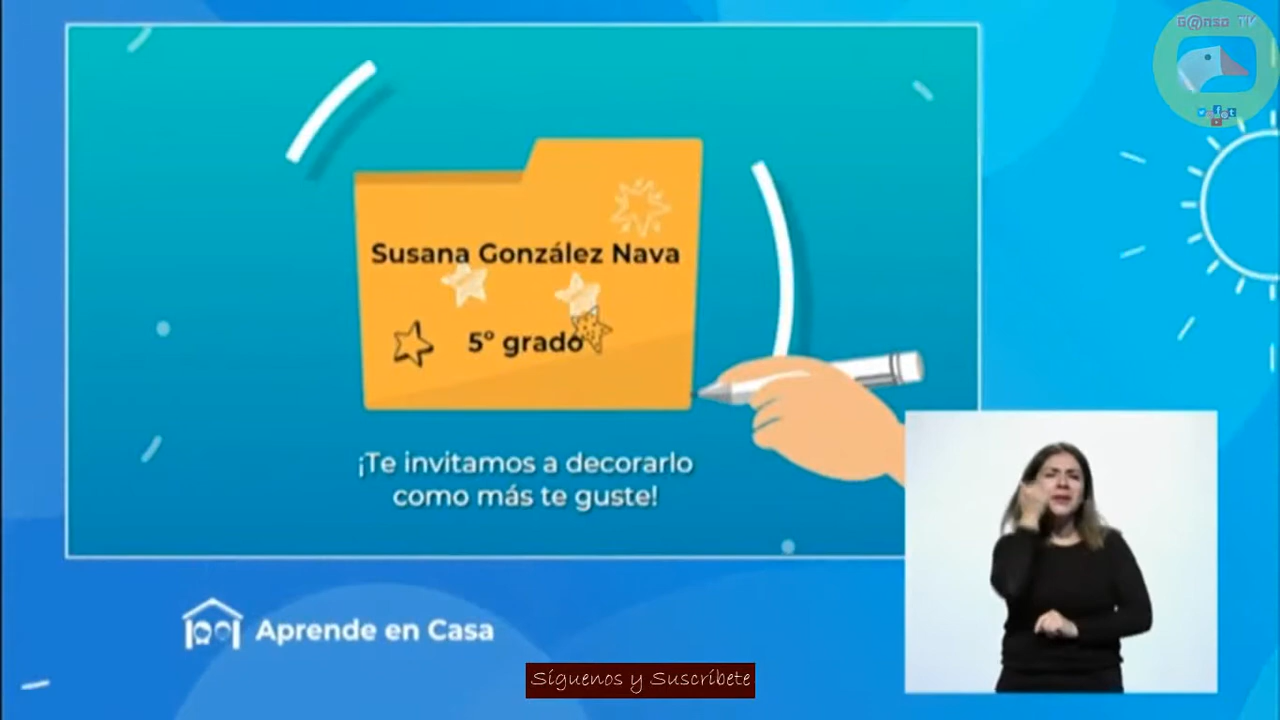 G@nso TV
Susana González Nava
5° grado
¡Te invitamos a decorarlo
como más te guste!
Aprende en Casa
Síguenos y Suscríbete